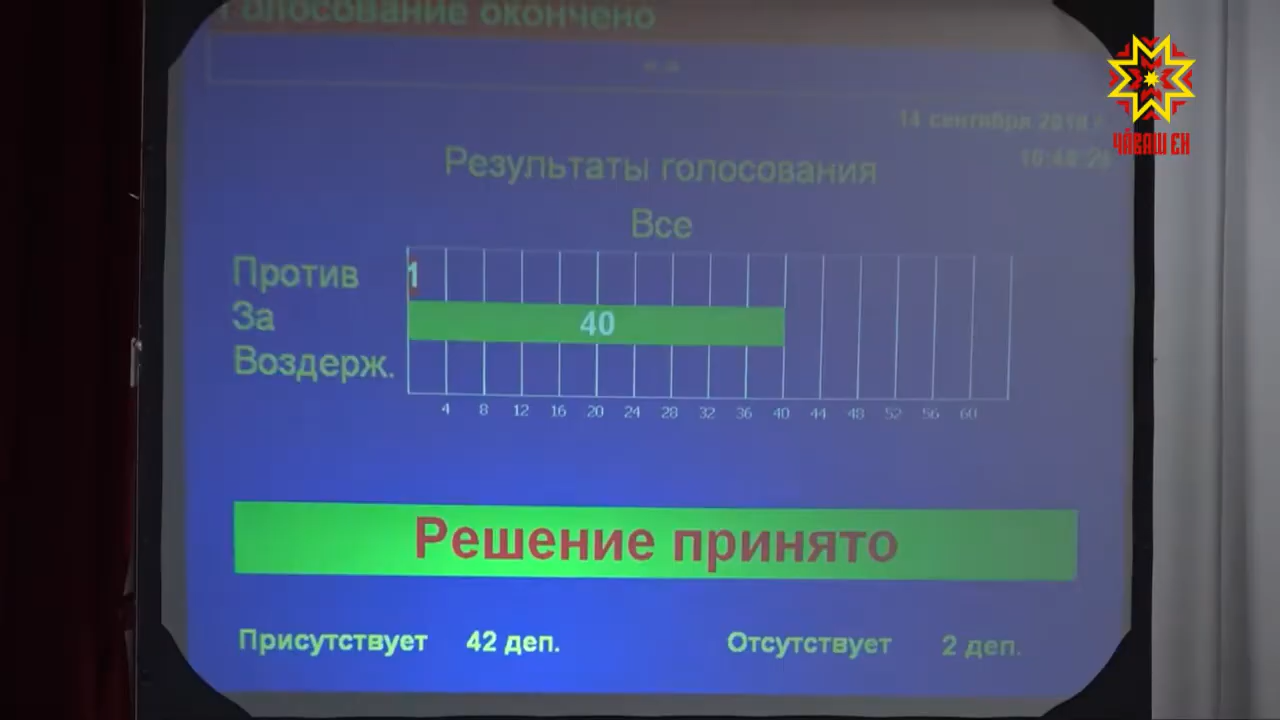 Голосование окончено
14 сентября 2018 г.
ЧӐВАШ ЕН
Результаты голосования
Все
Против 1
За 40
Воздерж.
4 8 12 16 20 24 28 32 36 40 44 48 52 56 60
Решение принято
Присутствует 42 деп. Отсутствует 2 деп.